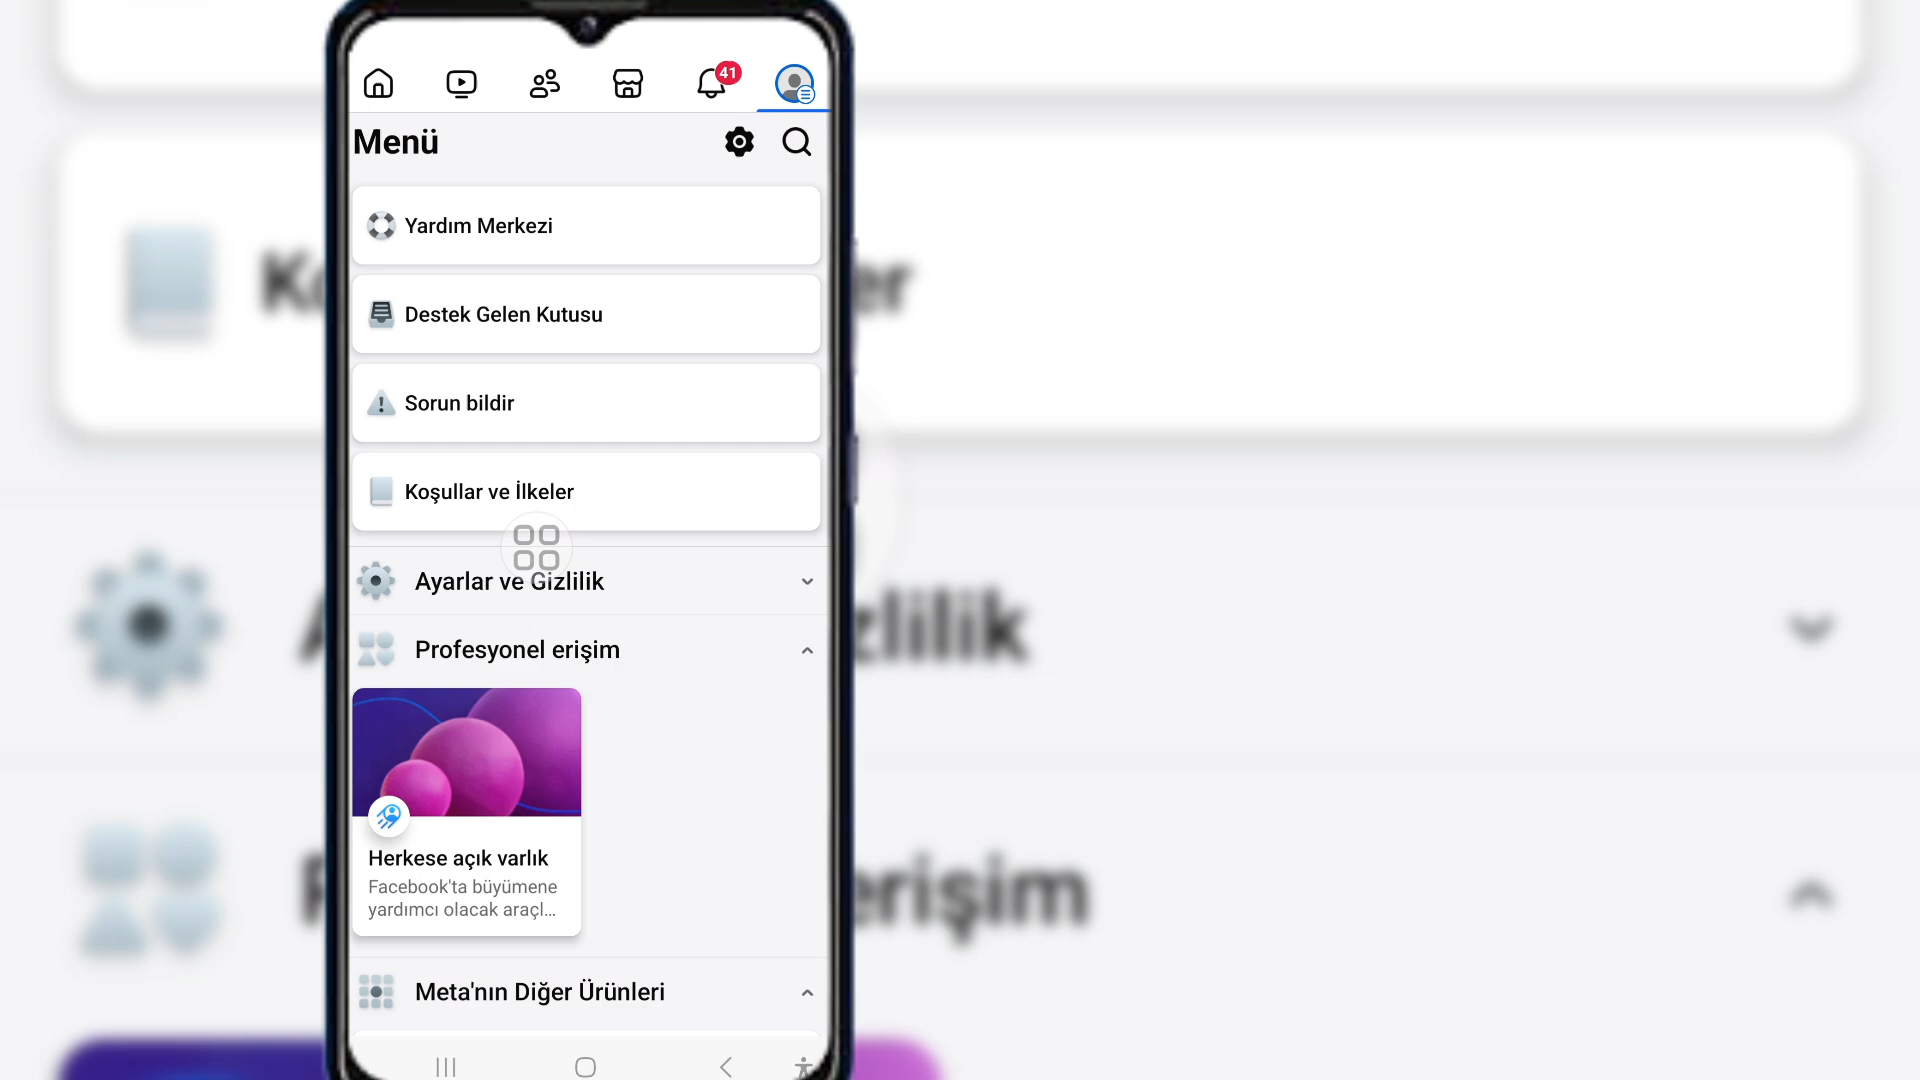 41
Menü
Yardım Merkezi
Destek Gelen Kutusu
Sorun bildir
Koşullar ve İlkeler
Ayarlar ve Gizlilik
Profesyonel erişim
Herkese açık varlık
Facebook'ta büyümene
yardımcı olacak araçl...
Meta'nın Diğer Ürünleri